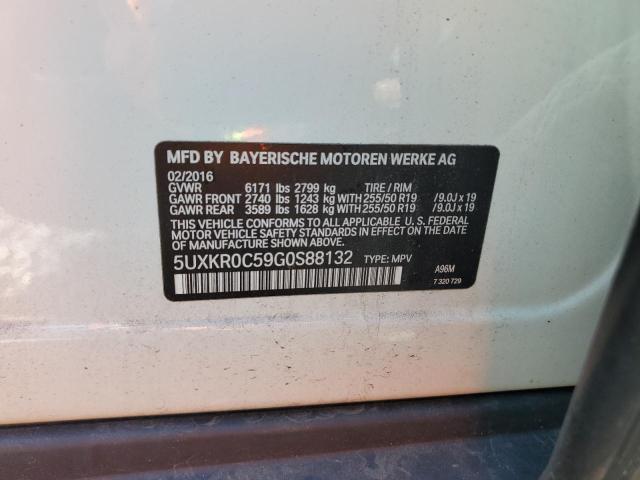 MFD BY BAYERISCHE MOTOREN WERKE AG
02/2016
GVWR 6171 lbs 2799 kg TIRE / RIM
GAWR FRONT 2740 lbs 1243 kg WITH 255/50 R19 /9.0J x 19
GAWR REAR 3589 lbs 1628 kg WITH 255/50 R19 /9.0J x 19
THIS VEHICLE CONFORMS TO ALL APPLICABLE U. S. FEDERAL
MOTOR VEHICLE SAFETY STANDARDS IN EFFECT ON THE
DATE OF MANUFACTURE SHOWN ABOVE.
5UXKR0C59G0S88132 TYPE: MPV
A96M
7 320 729